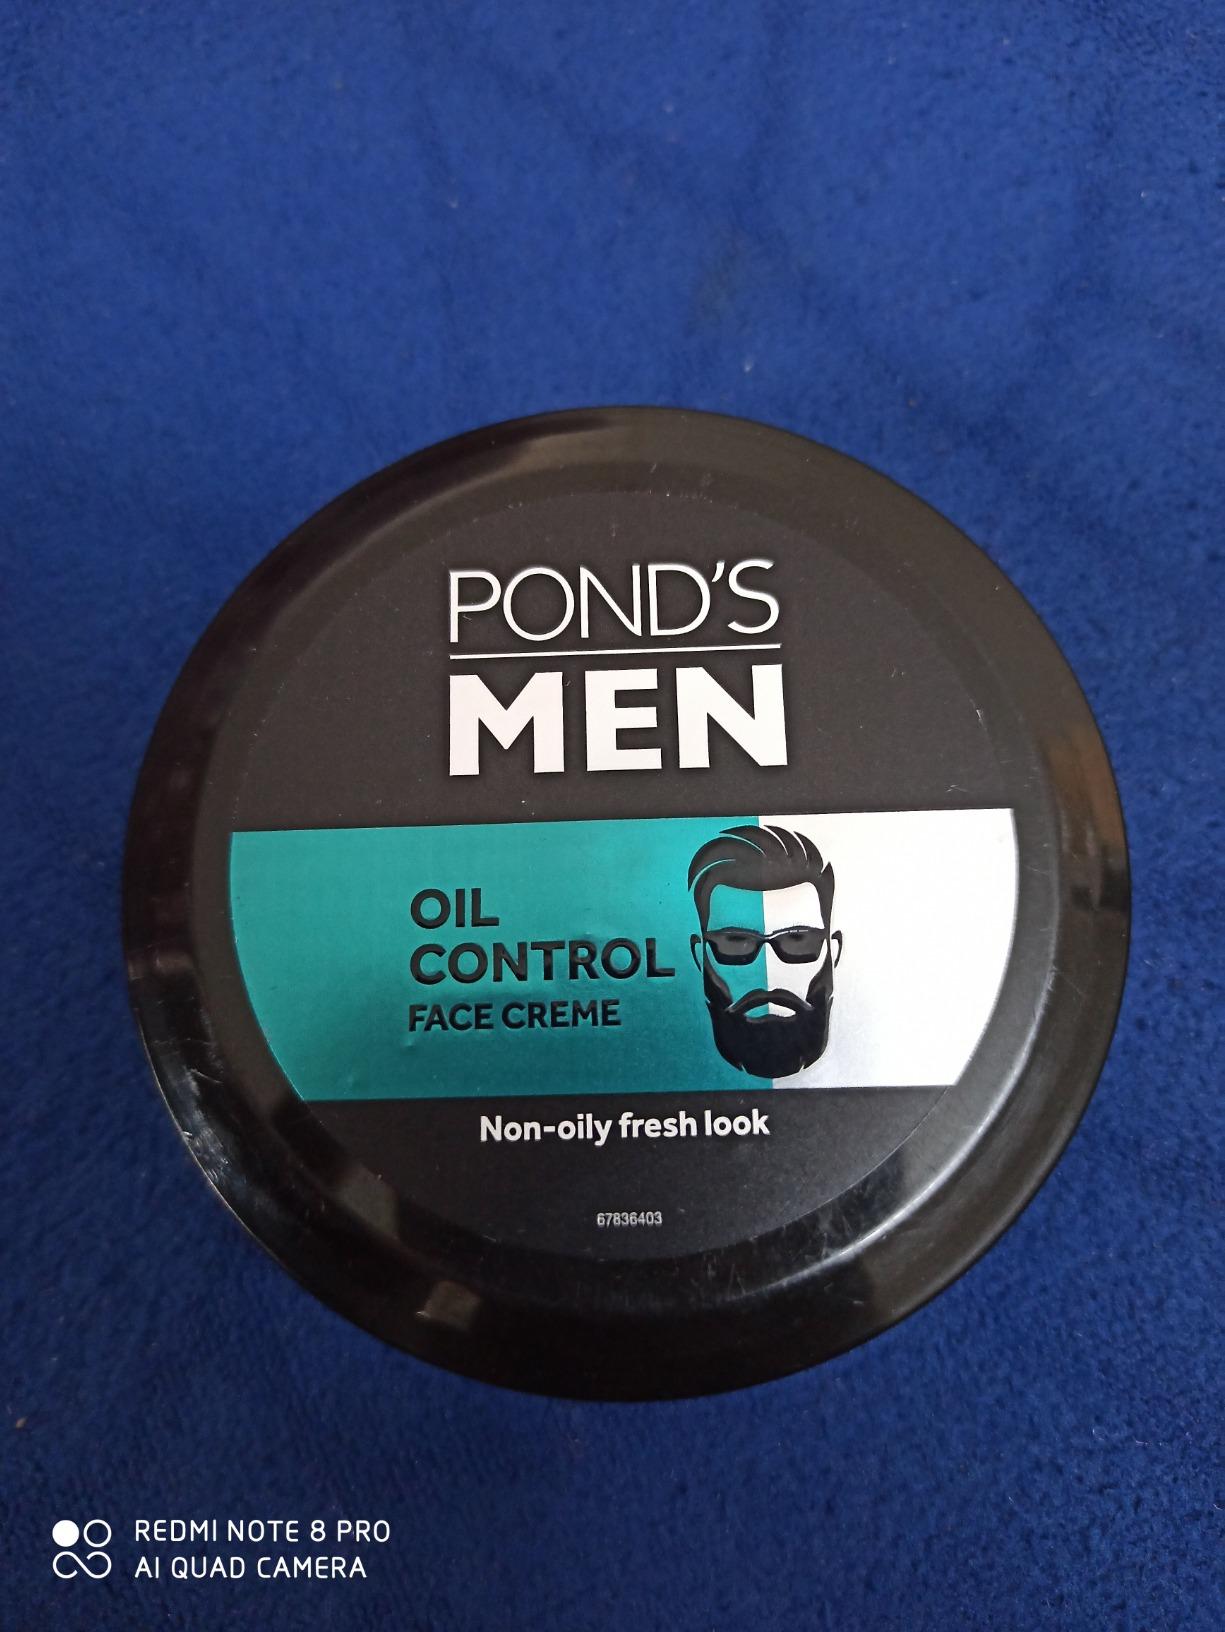 POND'S
MEN
OIL
CONTROL
FACE CREME
Non-oily fresh look
67836403
REDMI NOTE 8 PRO
AI QUAD CAMERA